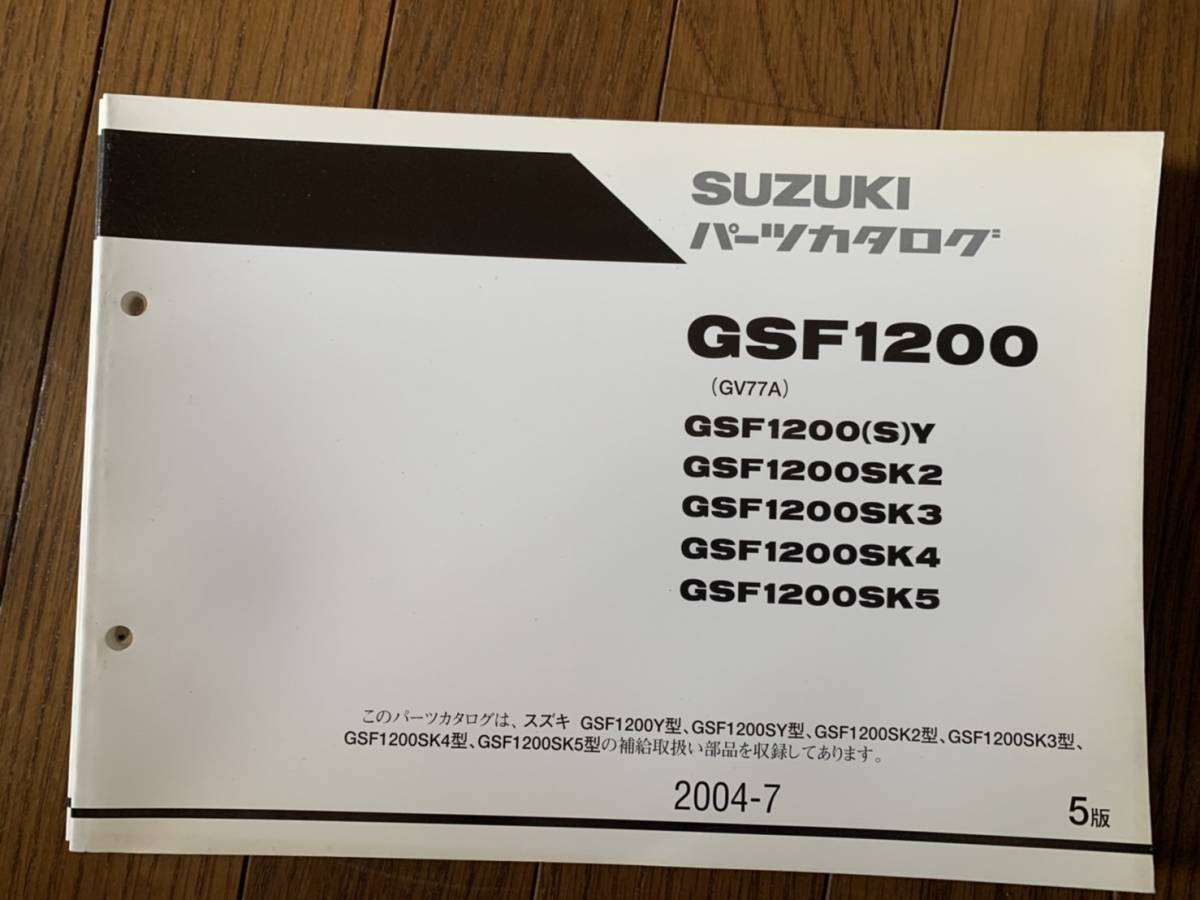 SUZUKI
パーツカタログ
GSF1200
(GV77A)
GSF1200(S)Y
GSF1200SK2
GSF1200SK3
GSF1200SK4
GSF1200SK5
このパーツカタログは、スズキ GSF1200Y型、GSF1200SY型、GSF1200SK2型、GSF1200SK3型、
GSF1200SK4型、GSF1200SK5型の補給取扱い部品を収録してあります。
2004-7
5版